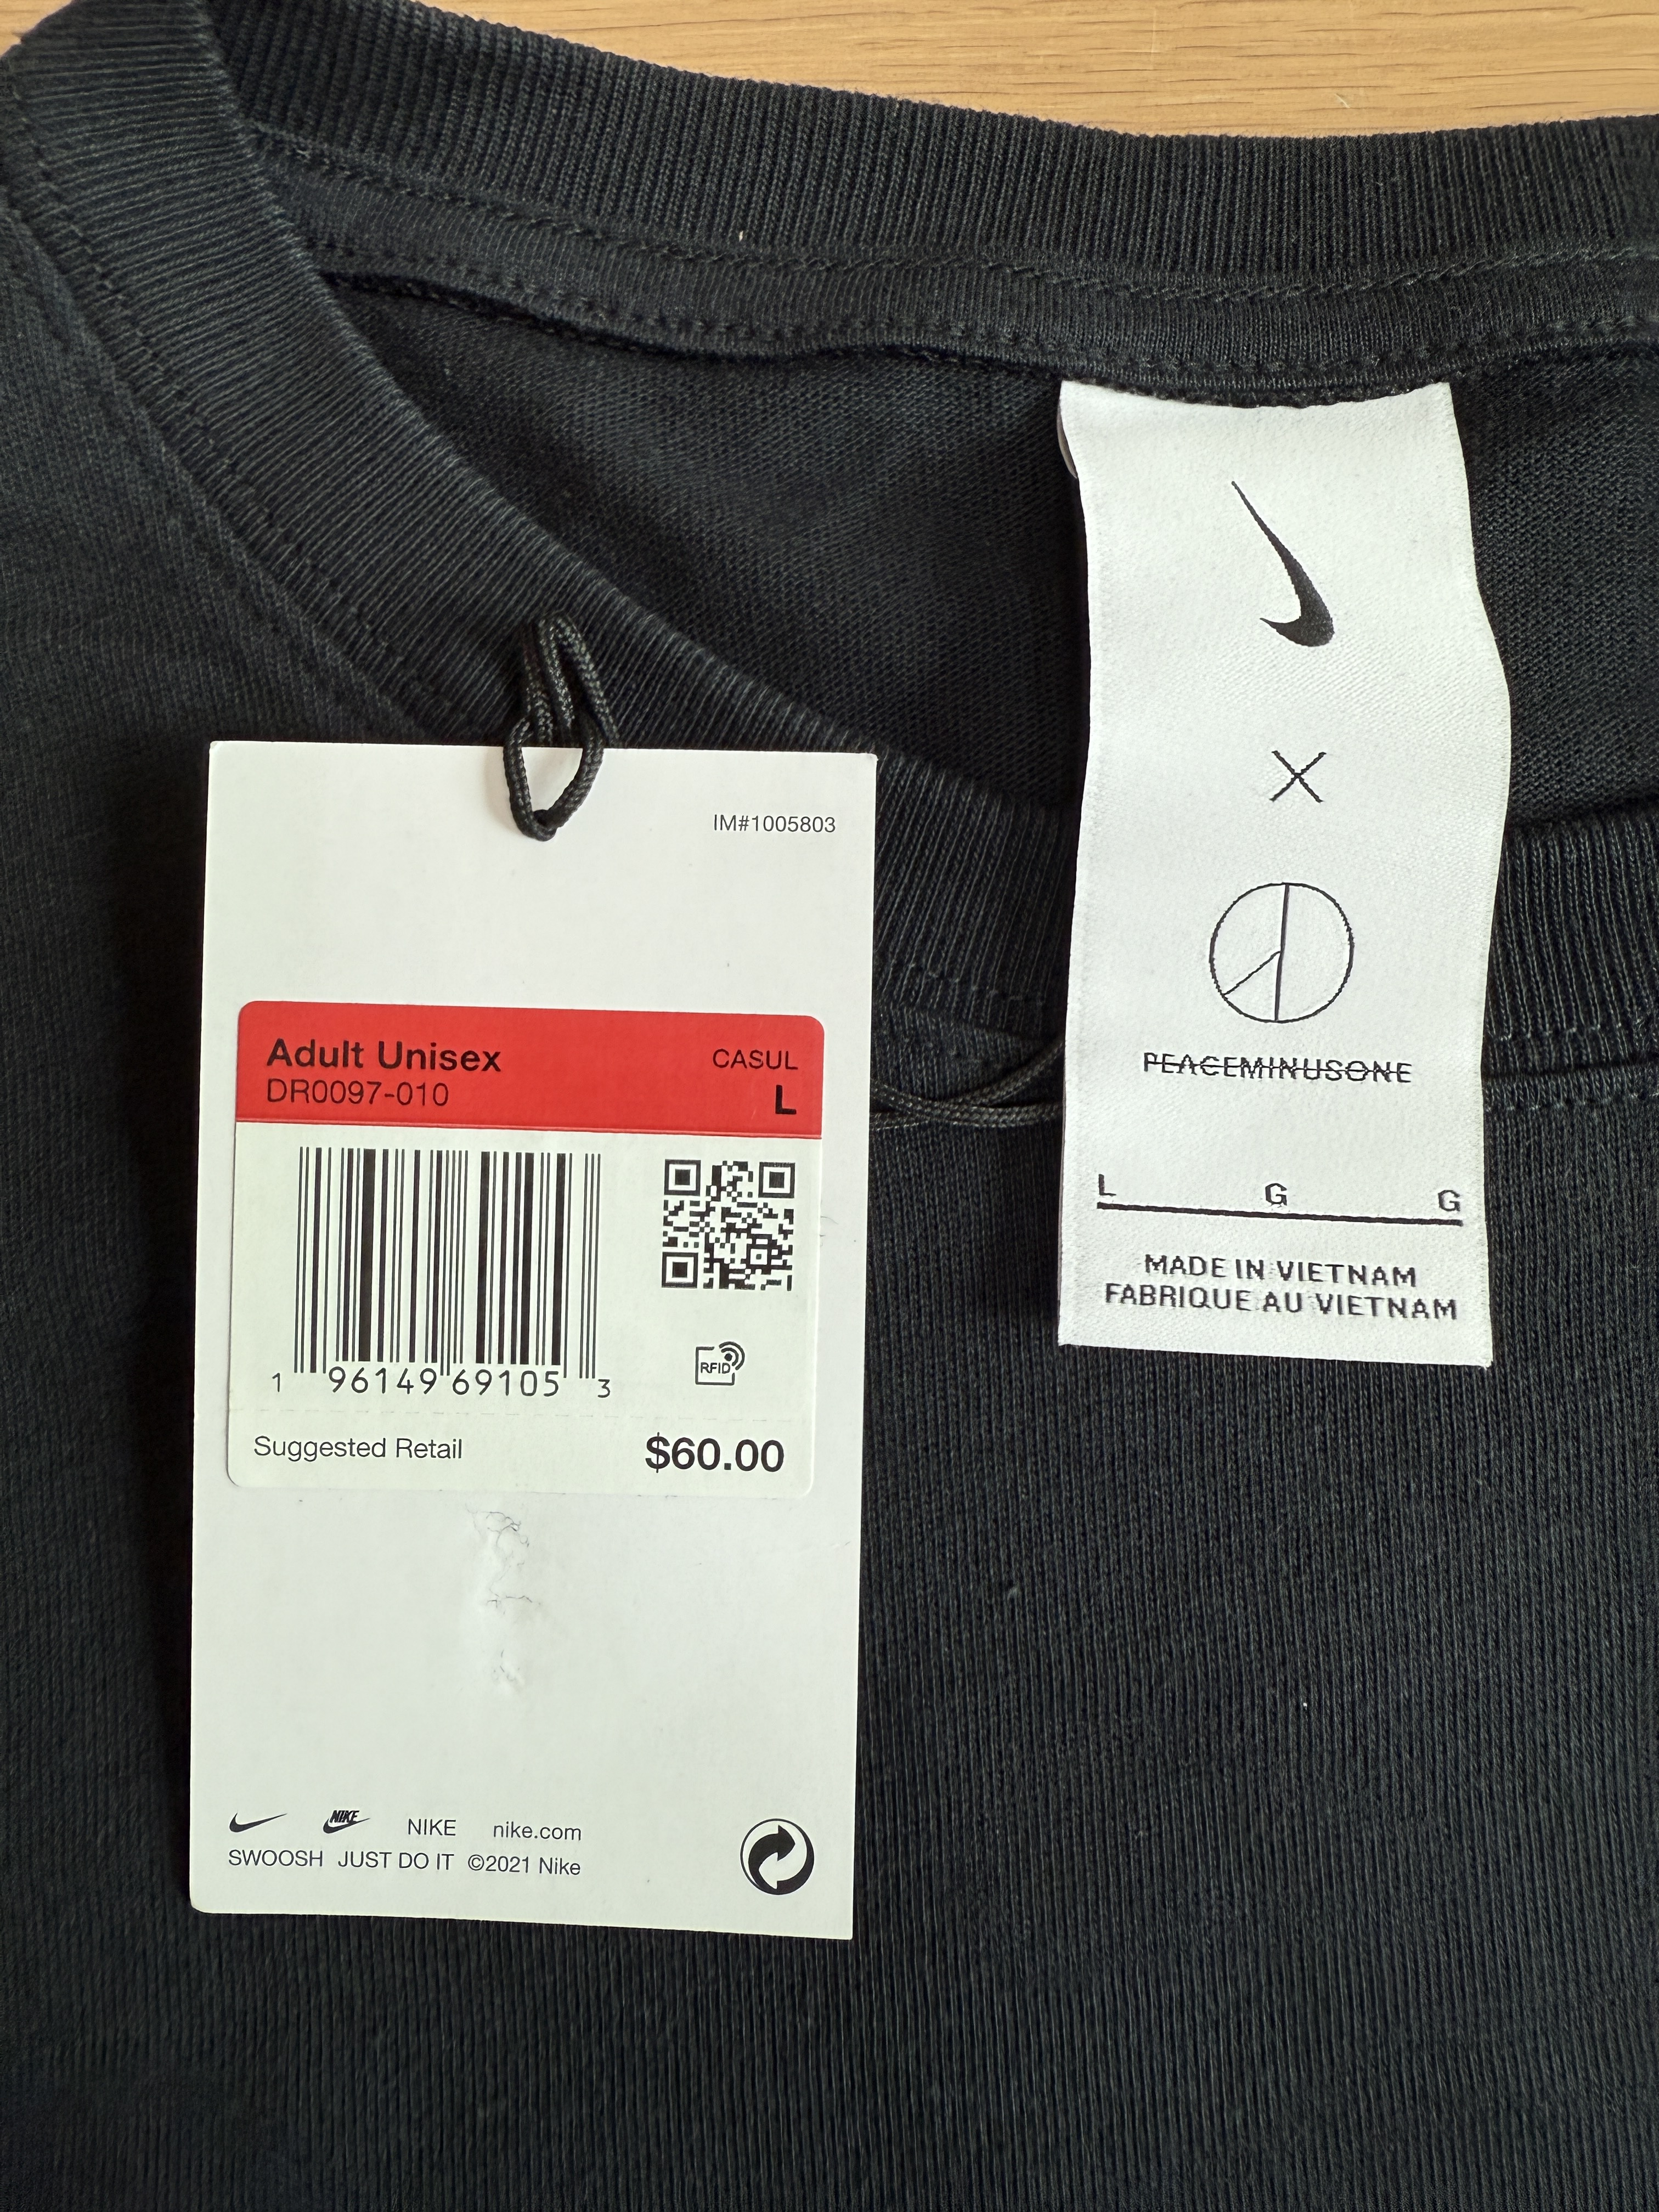 IM#1005803
Adult Unisex CASUL
DR0097-010 L
1 96149 69105 3
RFID
Suggested Retail $60.00
NIKE NIKE nike.com
SWOOSH JUST DO IT ©2021 Nike
X
PEACEMINUSONE
L G G
MADE IN VIETNAM
FABRIQUE AU VIETNAM